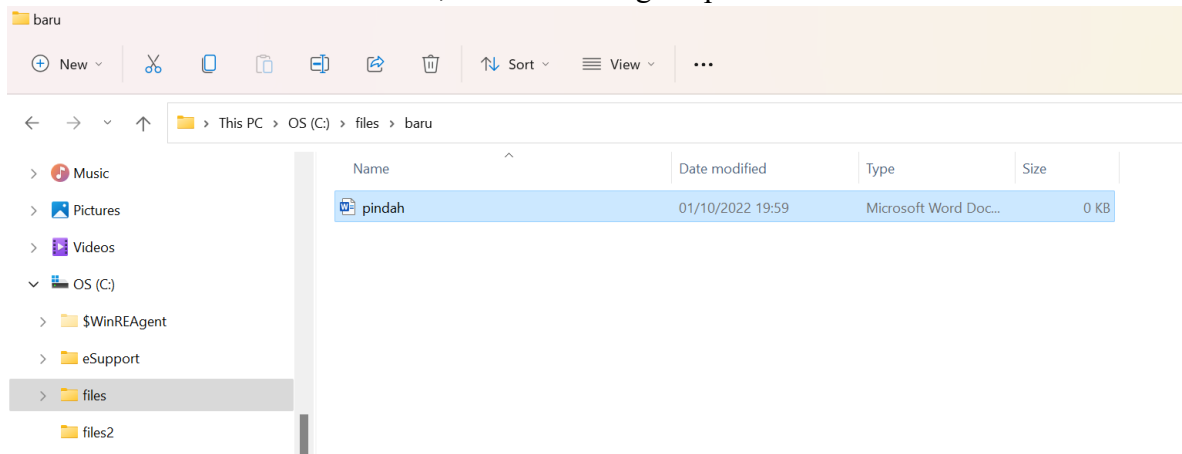 baru
New Sort View
This PC > OS (C:) > files > baru
Name Date modified Type Size
pindah 01/10/2022 19:59 Microsoft Word Doc... 0 KB
Music
Pictures
Videos
OS (C:)
$WinREAgent
eSupport
files
files2